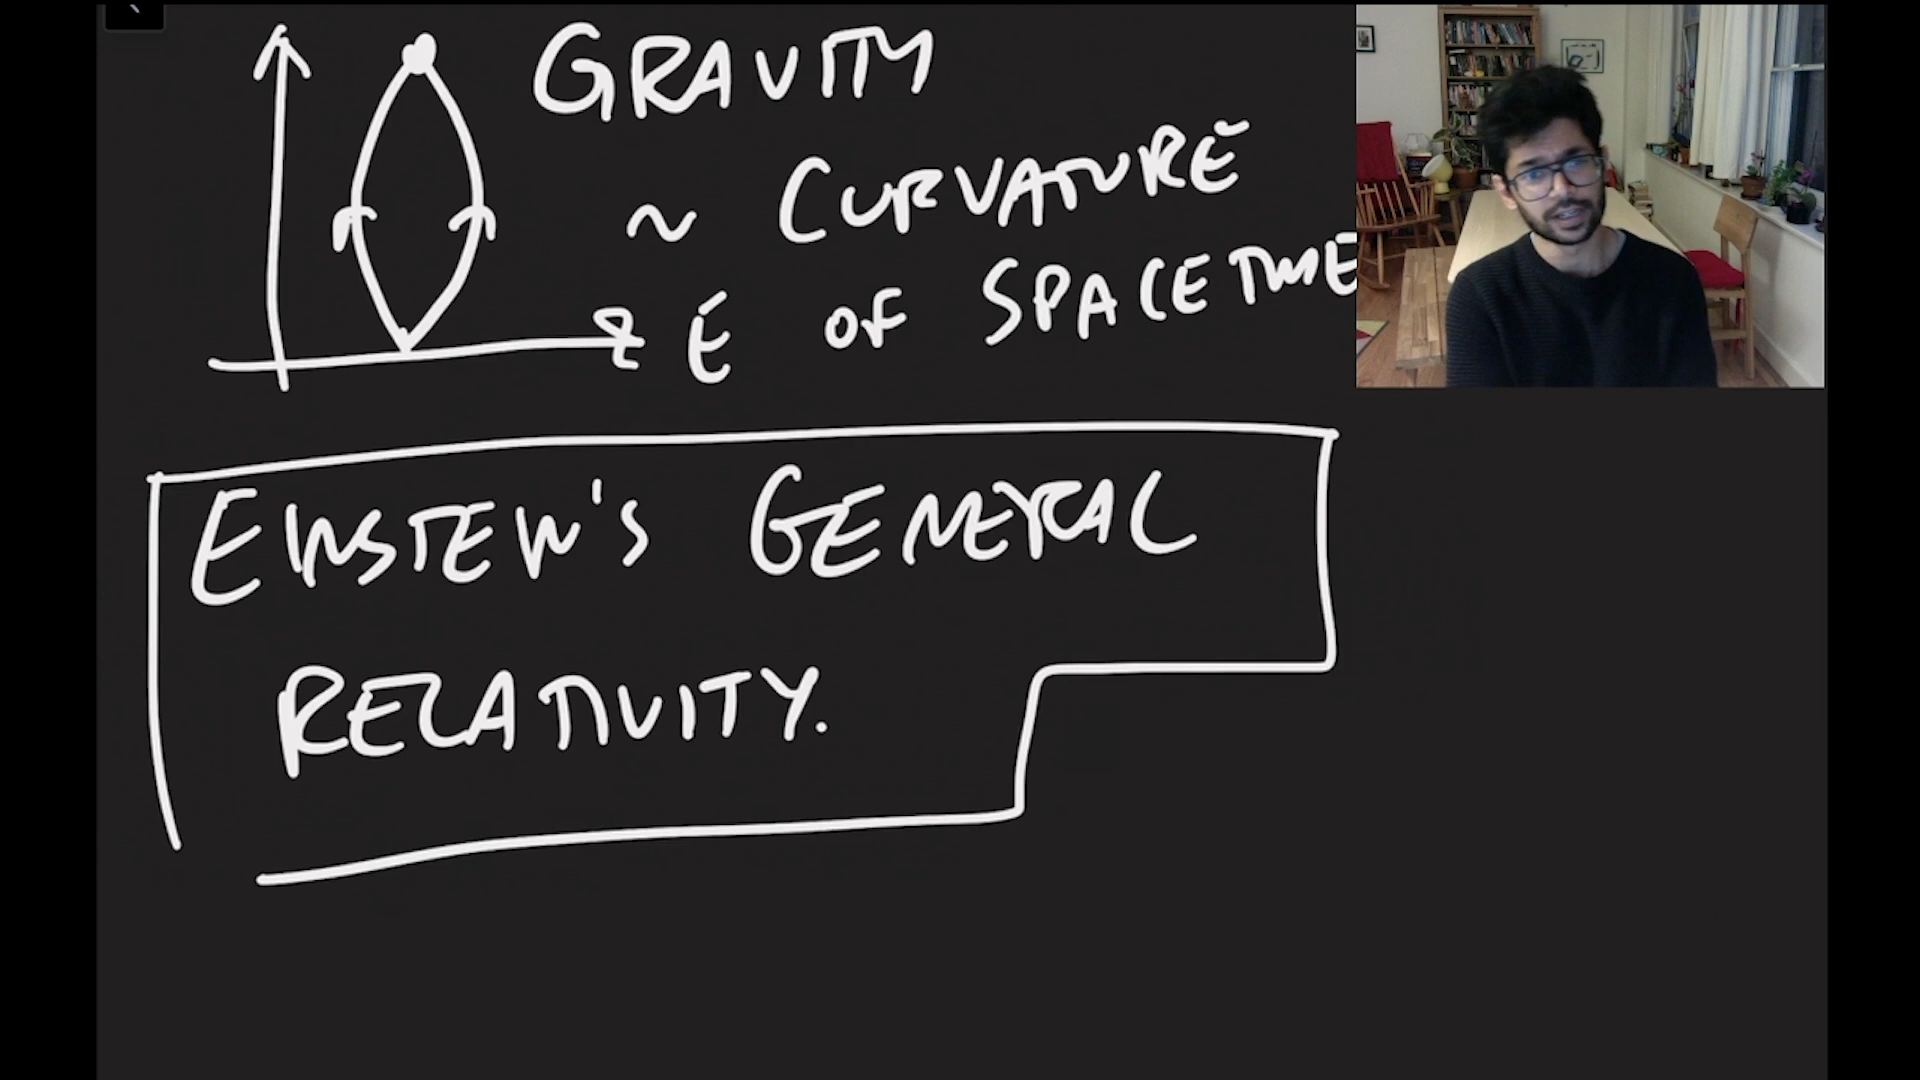 GRAVITY
~ CURVATURE
E OF SPACETIME
EINSTEIN'S GENERAL
RELATIVITY.